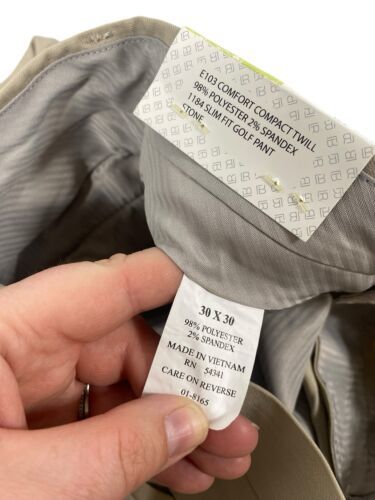 E103 COMFORT COMPACT TWILL
98% POLYESTER 2% SPANDEX
1184 SLIM FIT GOLF PANT
STONE
30 X 30
98% POLYESTER
2% SPANDEX
MADE IN VIETNAM
RN 54341
CARE ON REVERSE
01-8165